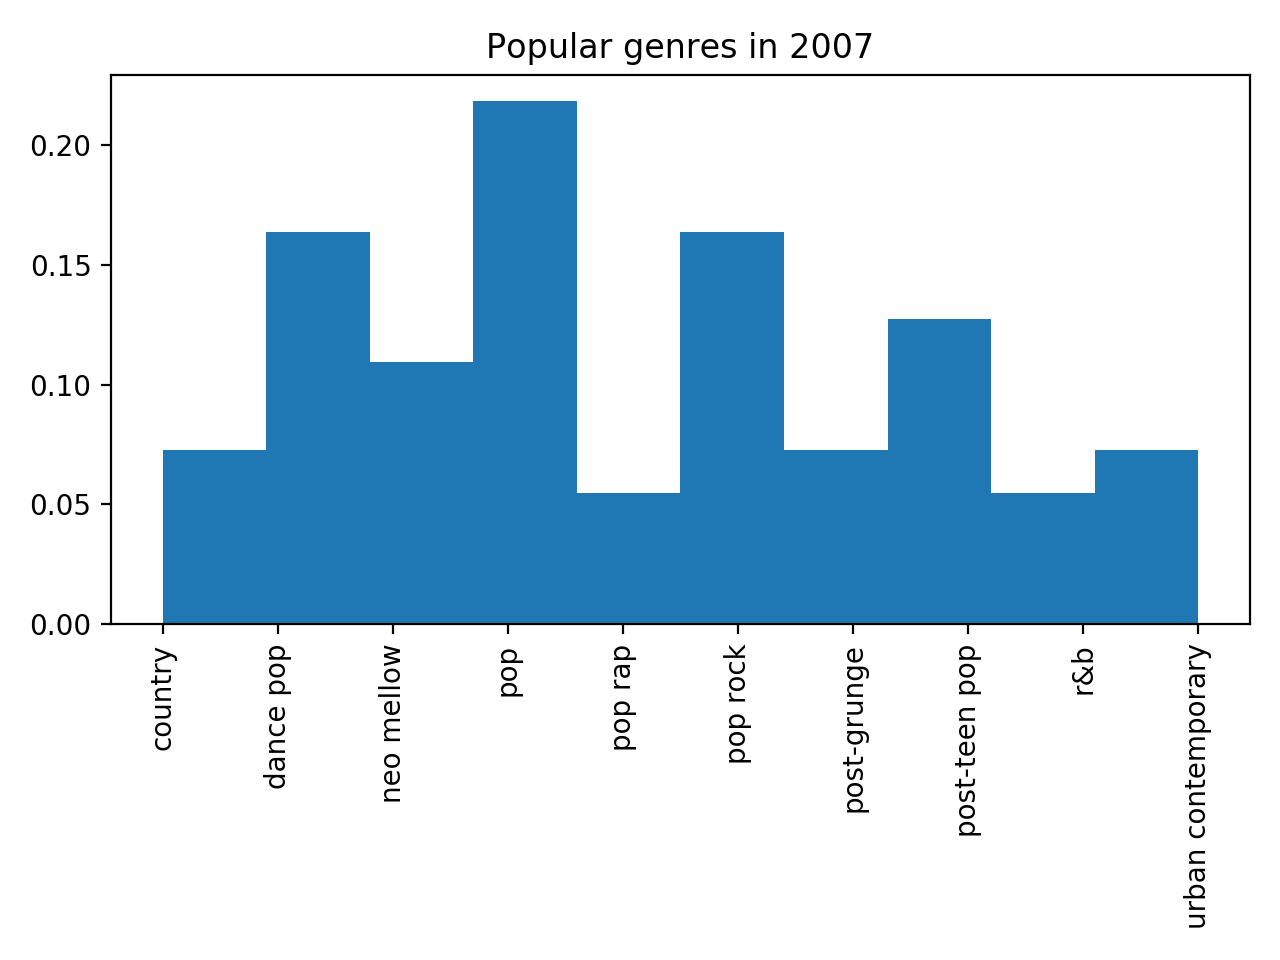 Popular genres in 2007
0.20
0.15
0.10
0.05
0.00
country
dance pop
neo mellow
pop
pop rap
pop rock
post-grunge
post-teen pop
r&b
urban contemporary